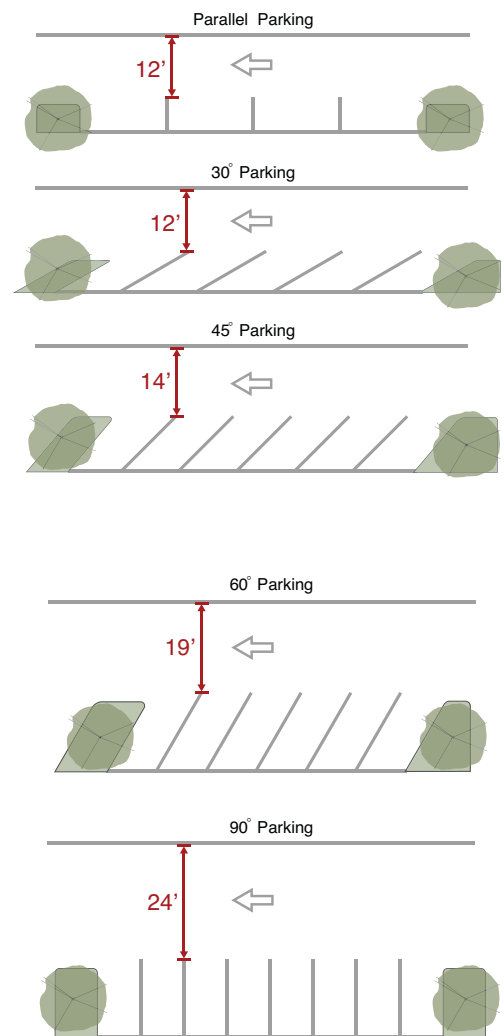 Parallel Parking
12’
30° Parking
12’
45° Parking
14’
60° Parking
19’
90° Parking
24’